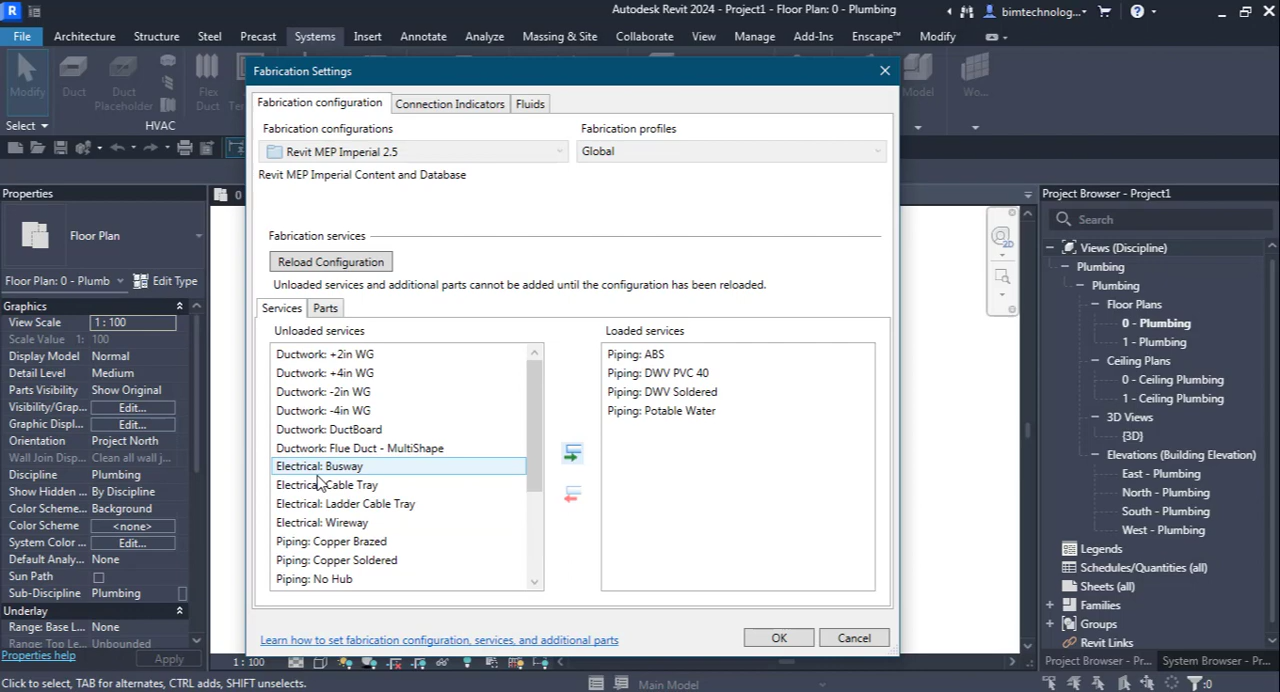 Autodesk Revit 2024 - Project1 - Floor Plan: 0 - Plumbing
bimtechnolog...
File Architecture Structure Steel Precast Systems Insert Annotate Analyze Massing & Site Collaborate View Manage Add-Ins Enscape™ Modify
Modify
Duct
Duct Placeholder
Flex Duct
Model
Wo...
Select
HVAC
Fabrication Settings
Fabrication configuration
Connection Indicators
Fluids
Fabrication configurations
Fabrication profiles
Revit MEP Imperial 2.5
Global
Revit MEP Imperial Content and Database
Fabrication services
Reload Configuration
Unloaded services and additional parts cannot be added until the configuration has been reloaded.
Services
Parts
Unloaded services
Ductwork: +2in WG
Ductwork: +4in WG
Ductwork: -2in WG
Ductwork: -4in WG
Ductwork: DuctBoard
Ductwork: Flue Duct - MultiShape
Electrical: Busway
Electrical: Cable Tray
Electrical: Ladder Cable Tray
Electrical: Wireway
Piping: Copper Brazed
Piping: Copper Soldered
Piping: No Hub
Loaded services
Piping: ABS
Piping: DWV PVC 40
Piping: DWV Soldered
Piping: Potable Water
Learn how to set fabrication configuration, services, and additional parts
OK
Cancel
Properties
Floor Plan
Floor Plan: 0 - Plumb
Edit Type
Graphics
View Scale 1 : 100
Scale Value 1: 100
Display Model Normal
Detail Level Medium
Parts Visibility Show Original
Visibility/Grap... Edit...
Graphic Displ... Edit...
Orientation Project North
Wall Join Disp... Clean all wall j...
Discipline Plumbing
Show Hidden ... By Discipline
Color Scheme... Background
Color Scheme <none>
System Color ... Edit...
Default Analy... None
Sun Path
Sub-Discipline Plumbing
Underlay
Range: Base L... None
Range: Top Le... Unbounded
Properties help
Apply
0
Project Browser - Project1
Search
Views (Discipline)
Plumbing
Plumbing
Floor Plans
0 - Plumbing
1 - Plumbing
Ceiling Plans
0 - Ceiling Plumbing
1 - Ceiling Plumbing
3D Views
{3D}
Elevations (Building Elevation)
East - Plumbing
North - Plumbing
South - Plumbing
West - Plumbing
Legends
Schedules/Quantities (all)
Sheets (all)
Families
Groups
Revit Links
Project Browser - Pr...
System Browser - Pr...
1 : 100
Click to select, TAB for alternates, CTRL adds, SHIFT unselects.
Main Model
:0